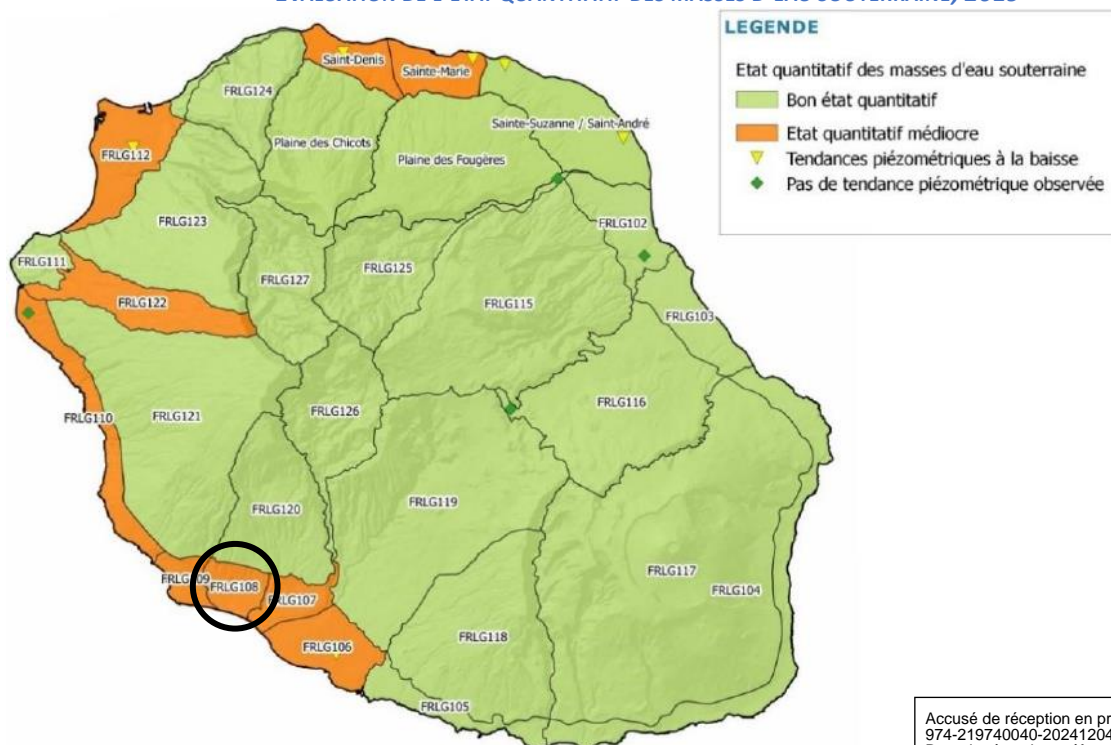 LEGENDE
Etat quantitatif des masses d'eau souterraine
Bon état quantitatif
Etat quantitatif médiocre
Tendances piézométriques à la baisse
Pas de tendance piézométrique observée
Saint-Denis
Sainte-Marie
FRLG124
Sainte-Suzanne / Saint-André
Plaine des Chicots
FRLG112
Plaine des Fougères
FRLG123
FRLG102
FRLG111
FRLG125
FRLG127
FRLG122
FRLG115
FRLG103
FRLG116
FRLG110
FRLG121
FRLG126
FRLG119
FRLG120
FRLG117
FRLG109
FRLG108
FRLG104
FRLG107
FRLG118
FRLG106
FRLG105
Accusé de réception en pr
974-219740040-20241204